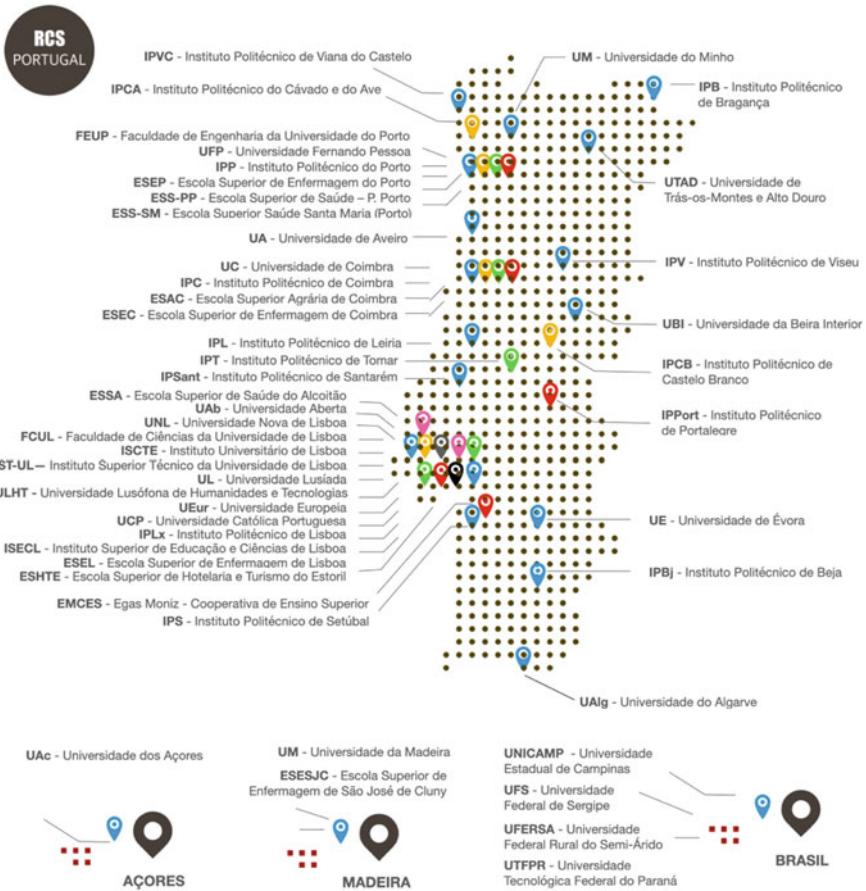 RCS
PORTUGAL
IPVC - Instituto Politécnico de Viana do Castelo
IPCA - Instituto Politécnico do Cávado e do Ave
FEUP - Faculdade de Engenharia da Universidade do Porto
UFP - Universidade Fernando Pessoa
IPP - Instituto Politécnico do Porto
ESEP - Escola Superior de Enfermagem do Porto
ESS-PP - Escola Superior de Saúde – P. Porto
ESS-SM - Escola Superior Saúde Santa Maria (Porto)
UA - Universidade de Aveiro
UC - Universidade de Coimbra
IPC - Instituto Politécnico de Coimbra
ESAC - Escola Superior Agrária de Coimbra
ESEC - Escola Superior de Enfermagem de Coimbra
IPL - Instituto Politécnico de Leiria
IPT - Instituto Politécnico de Tomar
IPSant - Instituto Politécnico de Santarém
ESSA - Escola Superior de Saúde do Alcoitão
UAb - Universidade Aberta
UNL - Universidade Nova de Lisboa
FCUL - Faculdade de Ciências da Universidade de Lisboa
ISCTE - Instituto Universitário de Lisboa
ST-UL— Instituto Superior Técnico da Universidade de Lisboa
UL - Universidade Lusíada
ULHT - Universidade Lusófona de Humanidades e Tecnologias
UEur - Universidade Europeia
UCP - Universidade Católica Portuguesa
IPLx - Instituto Politécnico de Lisboa
ISECL - Instituto Superior de Educação e Ciências de Lisboa
ESEL - Escola Superior de Enfermagem de Lisboa
ESHTE - Escola Superior de Hotelaria e Turismo do Estoril
EMCES - Egas Moniz - Cooperativa de Ensino Superior
IPS - Instituto Politécnico de Setúbal
UM - Universidade do Minho
IPB - Instituto Politécnico
de Bragança
UTAD - Universidade de
Trás-os-Montes e Alto Douro
IPV - Instituto Politécnico de Viseu
UBI - Universidade da Beira Interior
IPCB - Instituto Politécnico de
Castelo Branco
IPPort - Instituto Politécnico
de Portalegre
UE - Universidade de Évora
IPBj - Instituto Politécnico de Beja
UAlg - Universidade do Algarve
UAc - Universidade dos Açores
AÇORES
UM - Universidade da Madeira
ESESJC - Escola Superior de
Enfermagem de São José de Cluny
MADEIRA
UNICAMP - Universidade
Estadual de Campinas
UFS - Universidade
Federal de Sergipe
UFERSA - Universidade
Federal Rural do Semi-Árido
UTFPR - Universidade
Tecnológica Federal do Paraná
BRASIL